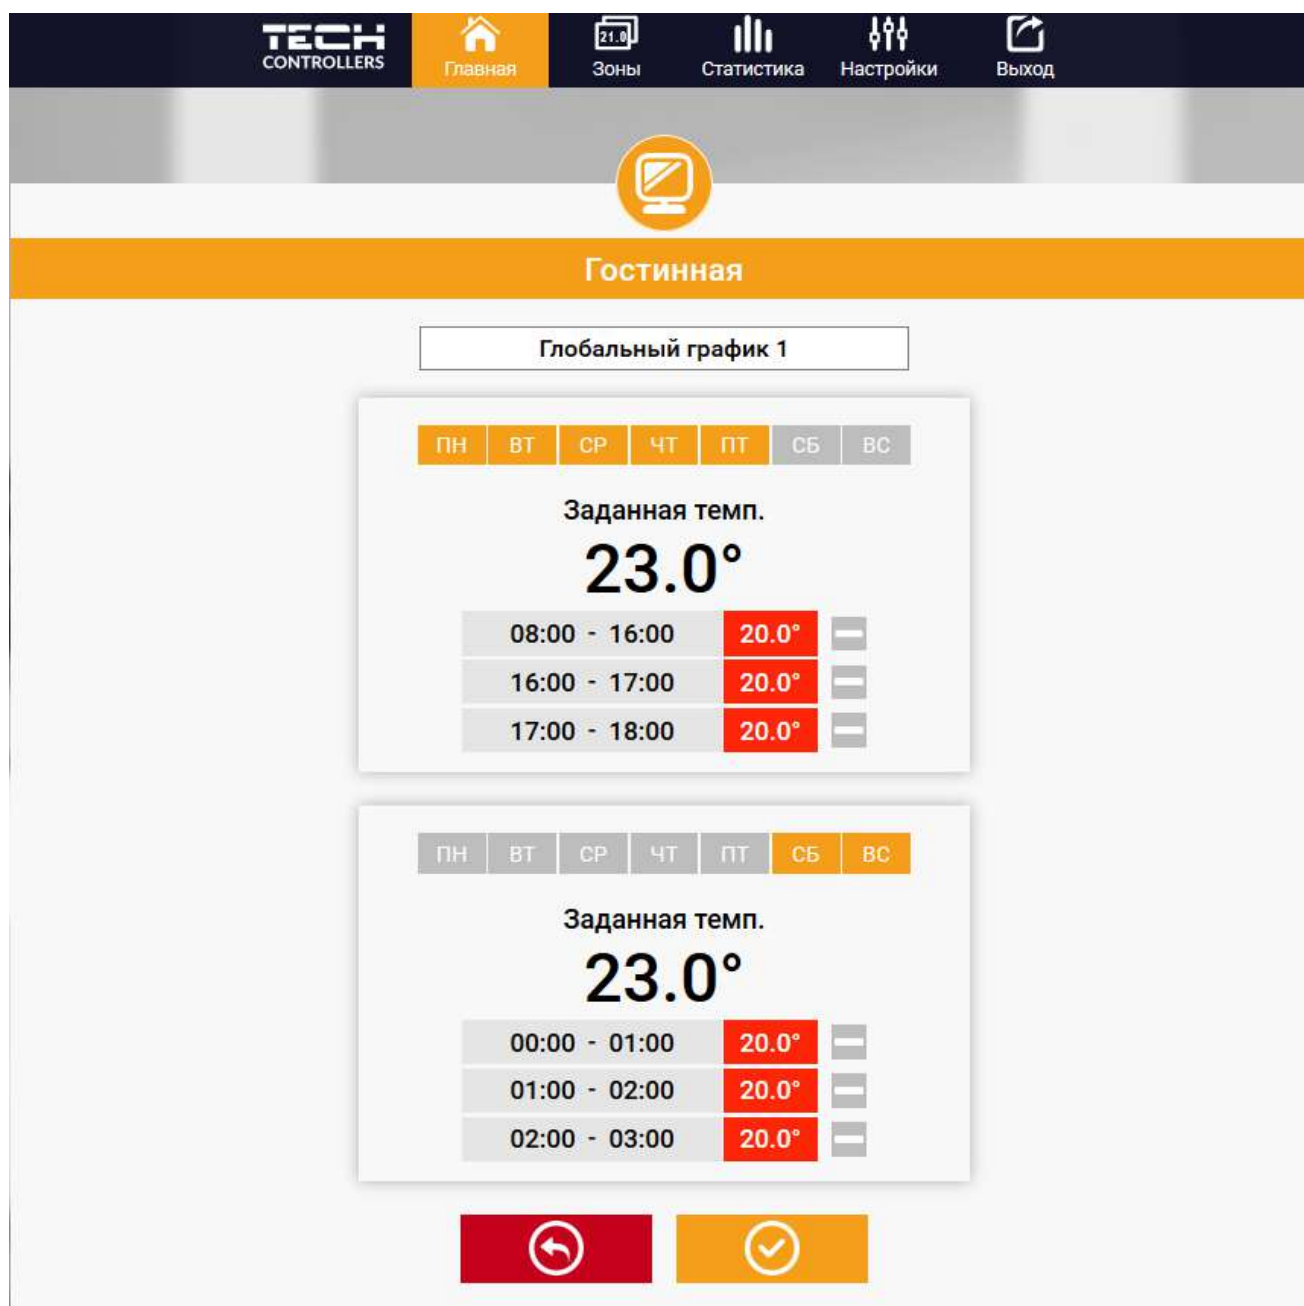 TECH
CONTROLLERS
Главная
21.0
Зоны
Статистика
Настройки
Выход
Гостинная
Глобальный график 1
ПН ВТ СР ЧТ ПТ СБ ВС
Заданная темп.
23.0°
08:00 - 16:00 20.0°
16:00 - 17:00 20.0°
17:00 - 18:00 20.0°
ПН ВТ СР ЧТ ПТ СБ ВС
Заданная темп.
23.0°
00:00 - 01:00 20.0°
01:00 - 02:00 20.0°
02:00 - 03:00 20.0°